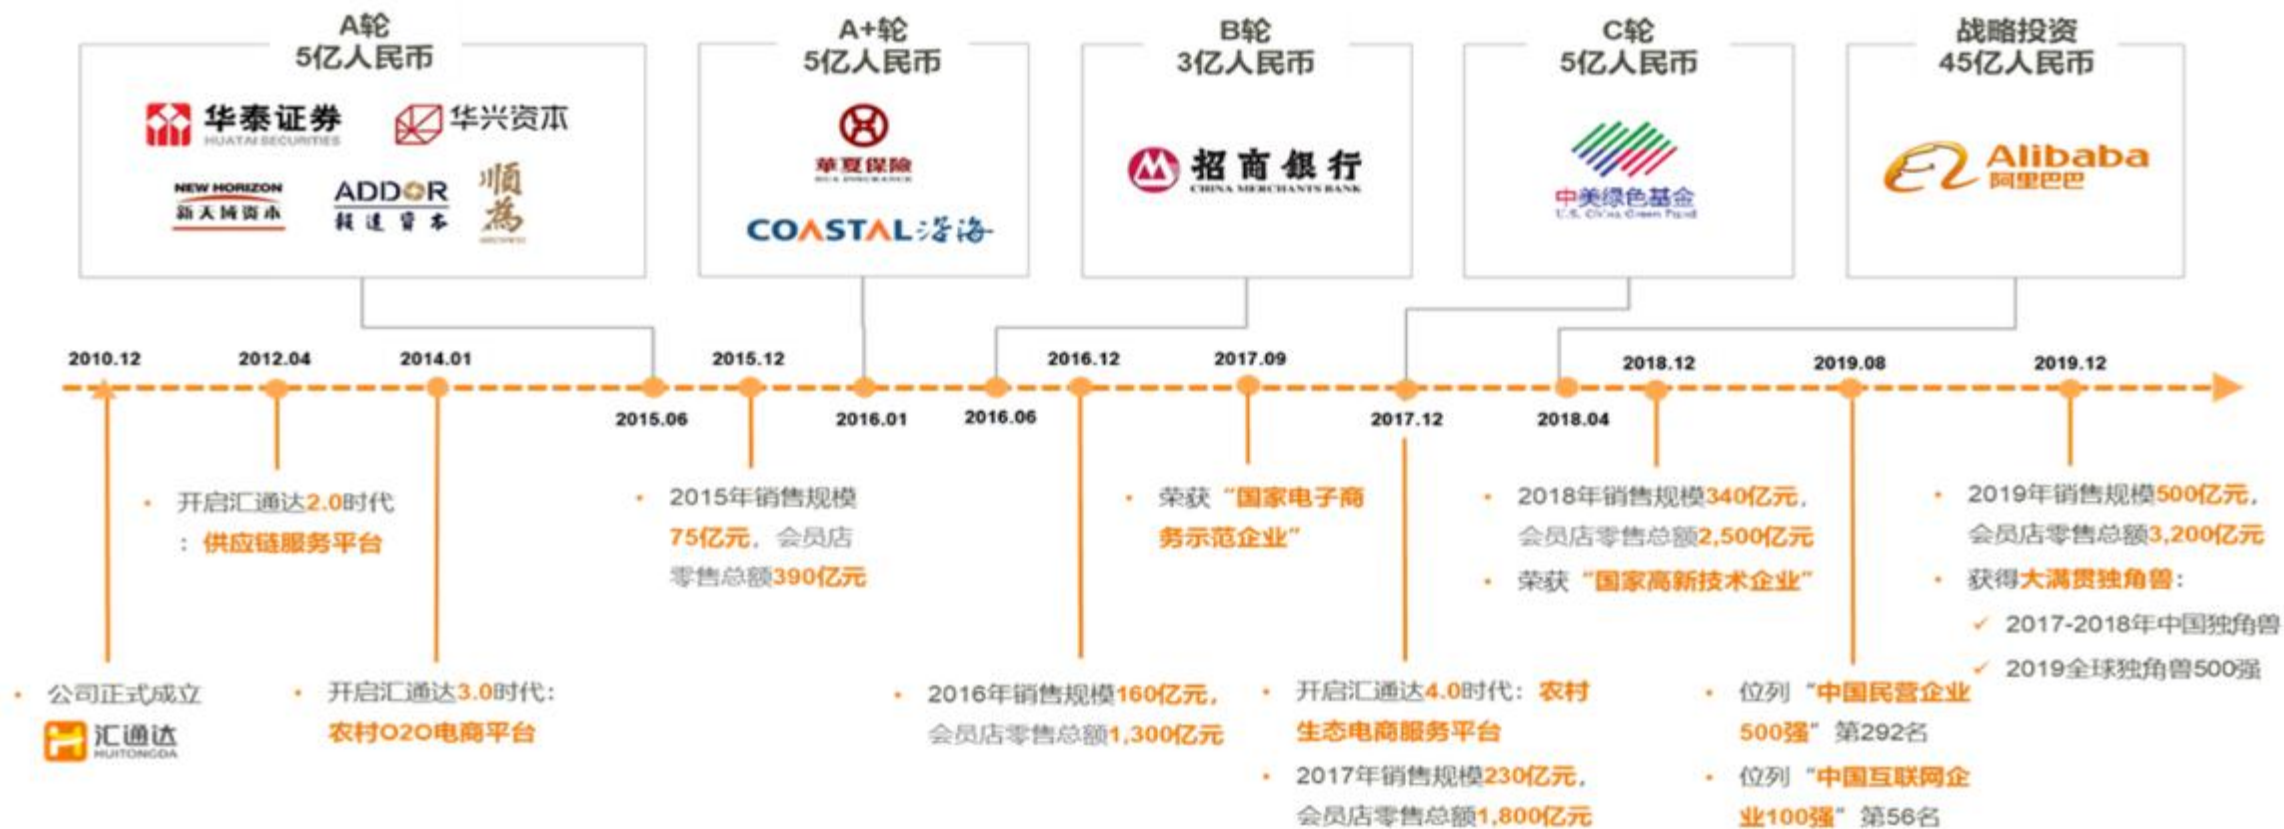 A轮
5亿人民币
华泰证券
HUATAI SECURITIES
华兴资本
NEW HORIZON
新天域资本
ADDOR
毅达资本
順為
A+轮
5亿人民币
華夏保險
HUA INSURANCE
COASTAL 沿海
B轮
3亿人民币
招商銀行
CHINA MERCHANTS BANK
C轮
5亿人民币
中美绿色基金
U.S. China Green Fund
战略投资
45亿人民币
Alibaba
阿里巴巴
2010.12
2012.04
2014.01
2015.12
2016.12
2017.09
2018.12
2019.08
2019.12
2015.06
2016.01
2016.06
2017.12
2018.04
• 开启汇通达2.0时代
：供应链服务平台
• 2015年销售规模
75亿元，会员店
零售总额390亿元
• 荣获“国家电子商
务示范企业”
• 2018年销售规模340亿元，
会员店零售总额2,500亿元
• 荣获“国家高新技术企业”
• 2019年销售规模500亿元，
会员店零售总额3,200亿元
• 获得大满贯独角兽：
✓ 2017-2018年中国独角兽
✓ 2019全球独角兽500强
• 公司正式成立
汇通达
HUITONGDA
• 开启汇通达3.0时代：
农村O2O电商平台
• 2016年销售规模160亿元，
会员店零售总额1,300亿元
• 开启汇通达4.0时代：农村
生态电商服务平台
• 2017年销售规模230亿元，
会员店零售总额1,800亿元
• 位列“中国民营企业
500强”第292名
• 位列“中国互联网企
业100强”第56名